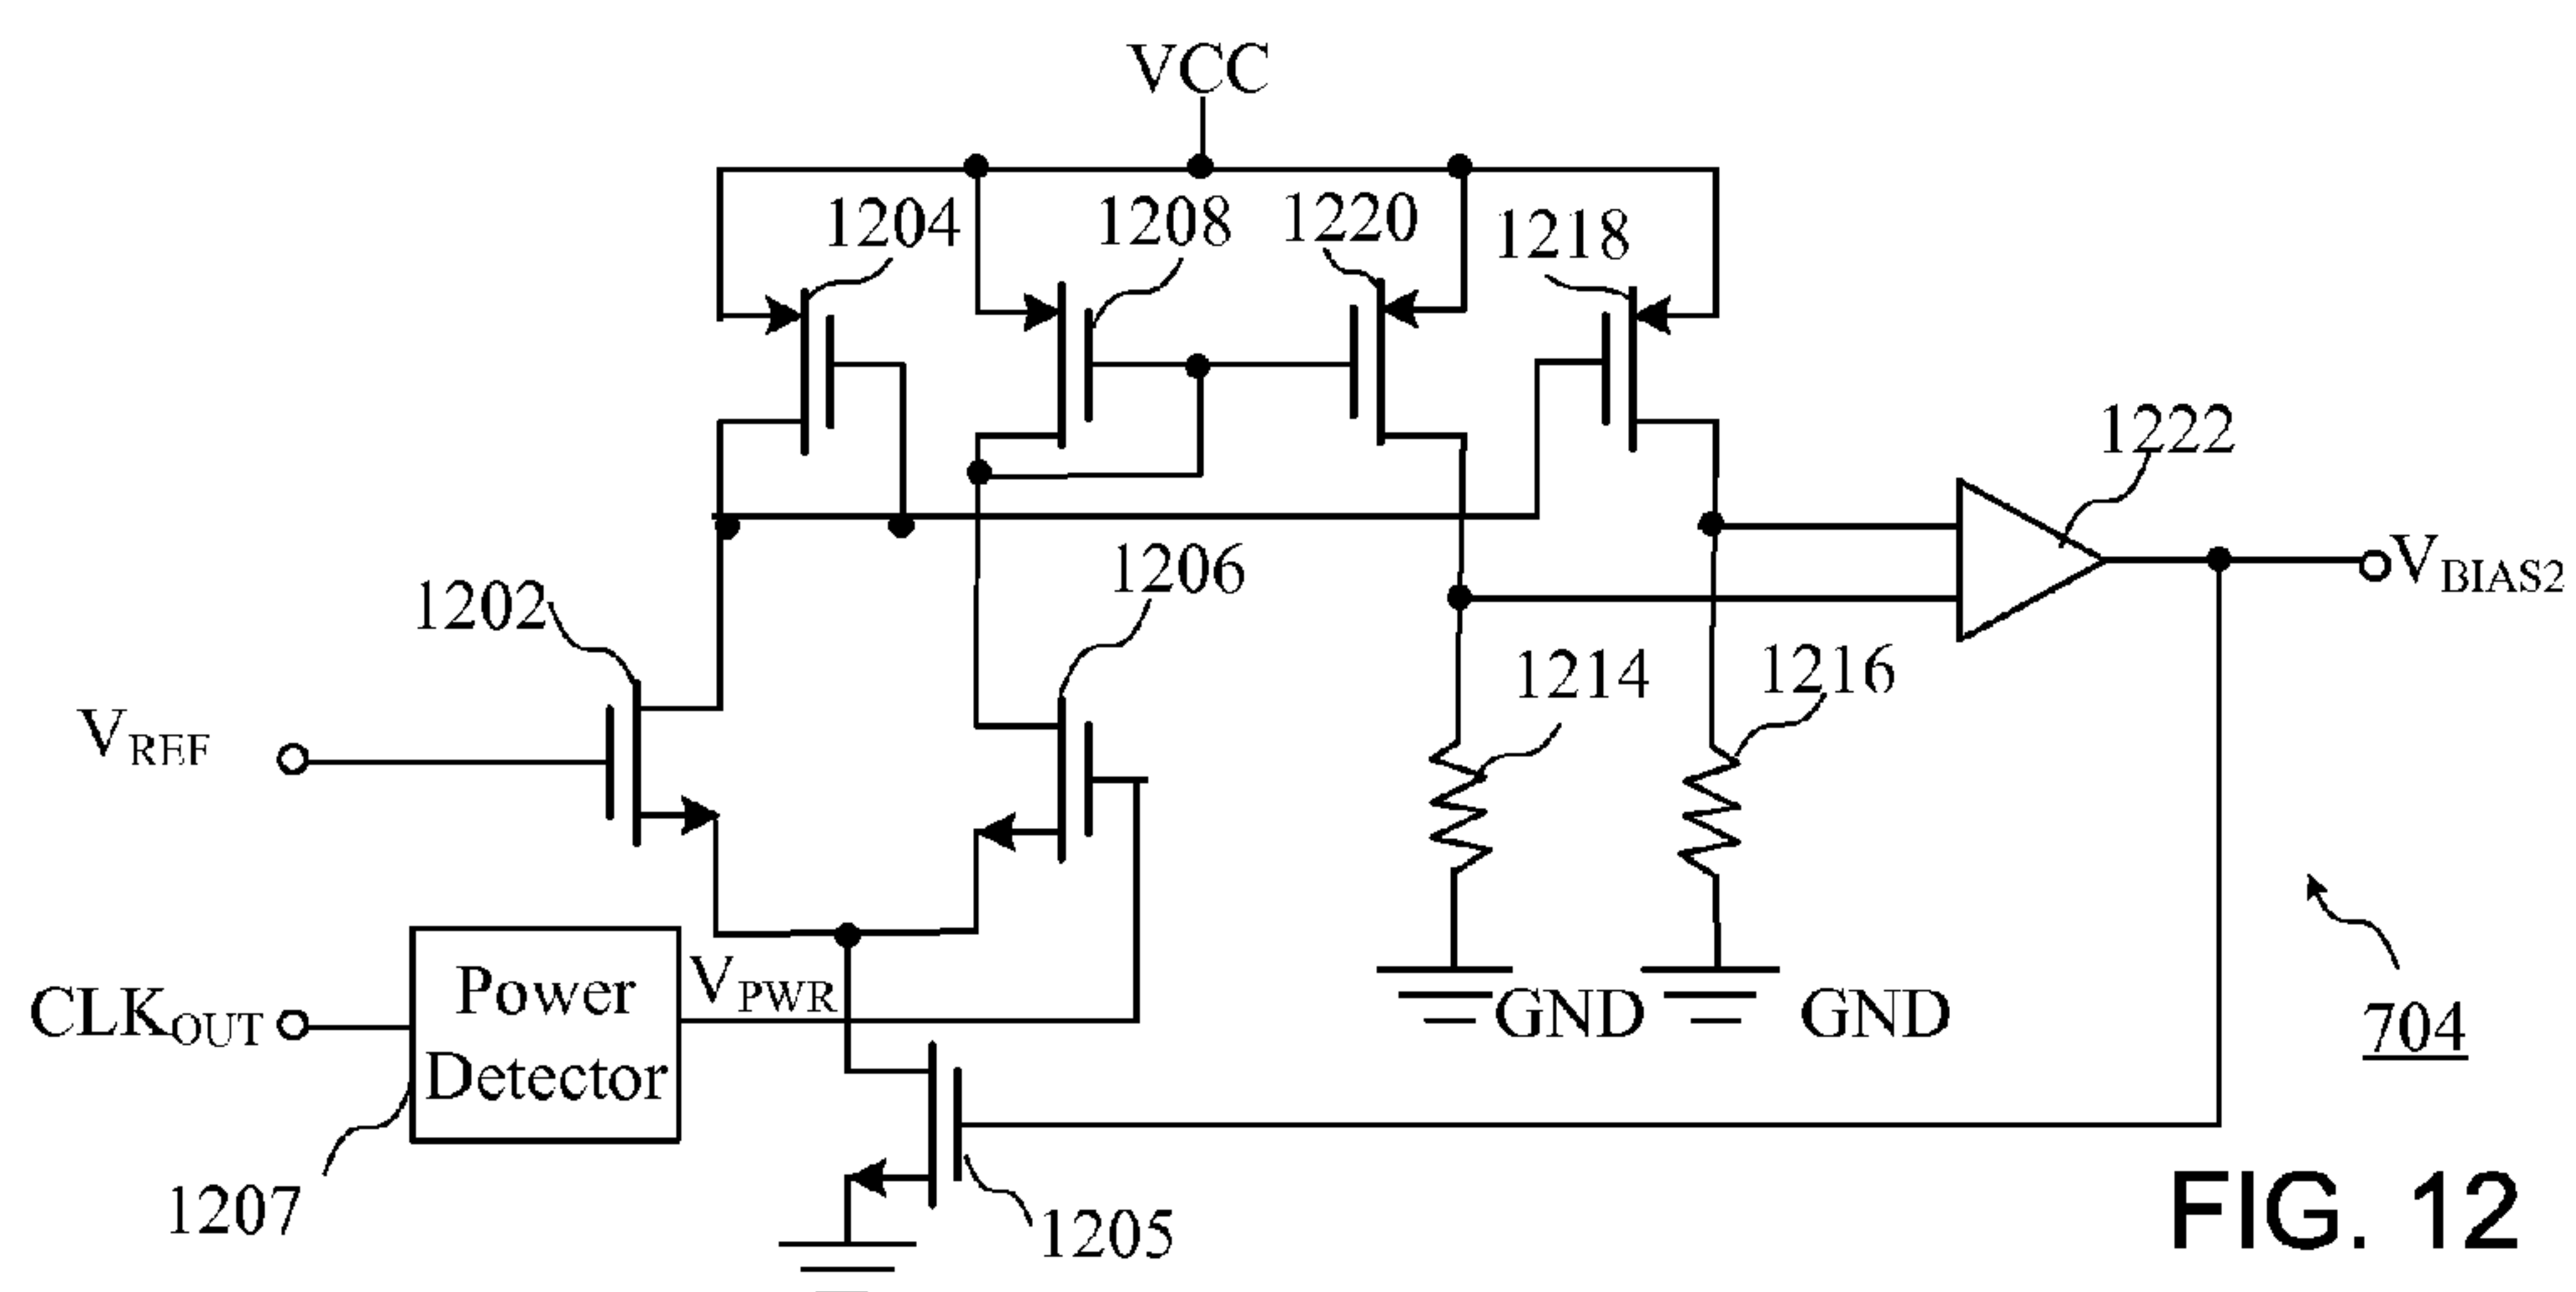 VCC
1204
1208
1220
1218
1222
V_BIAS2
1202
1206
1214
1216
V_REF
CLK_OUT
Power
Detector
V_PWR
GND
GND
704
1207
1205
FIG. 12